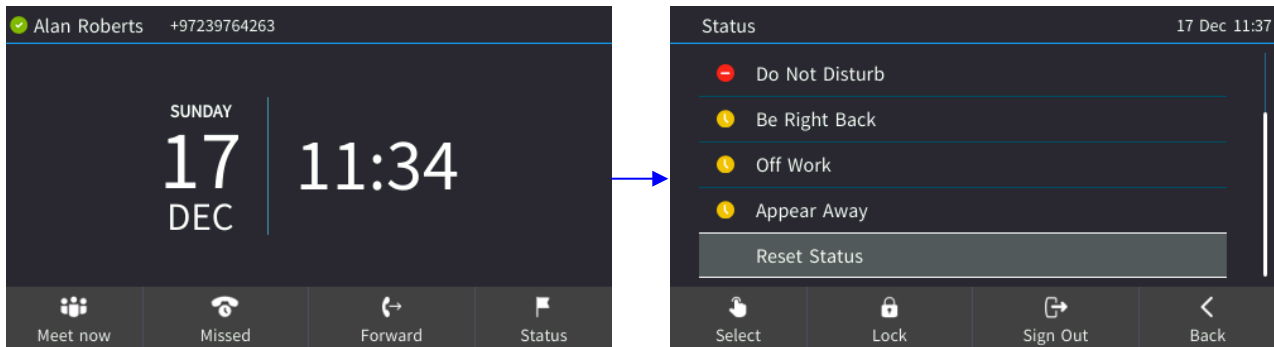 Alan Roberts +97239764263
SUNDAY
17
DEC
11:34
Meet now Missed Forward Status
Status 17 Dec 11:37
Do Not Disturb
Be Right Back
Off Work
Appear Away
Reset Status
Select Lock Sign Out Back